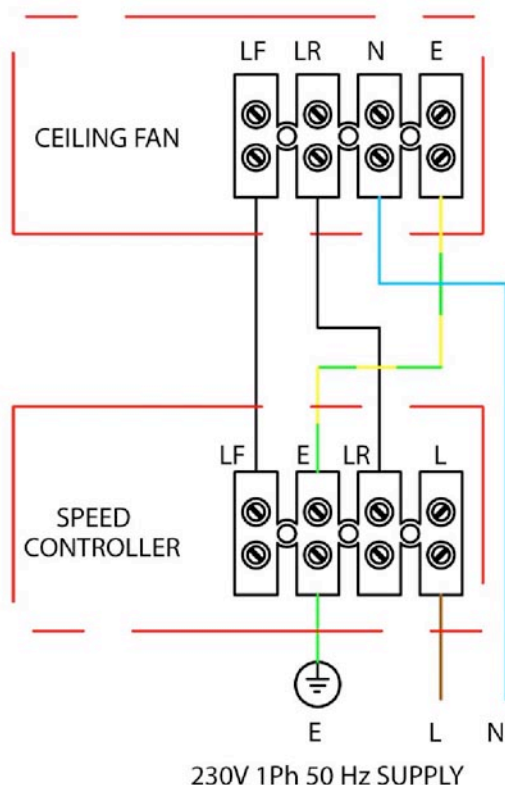 LF LR N E
CEILING FAN
LF E LR L
SPEED
CONTROLLER
E L N
230V 1Ph 50 Hz SUPPLY